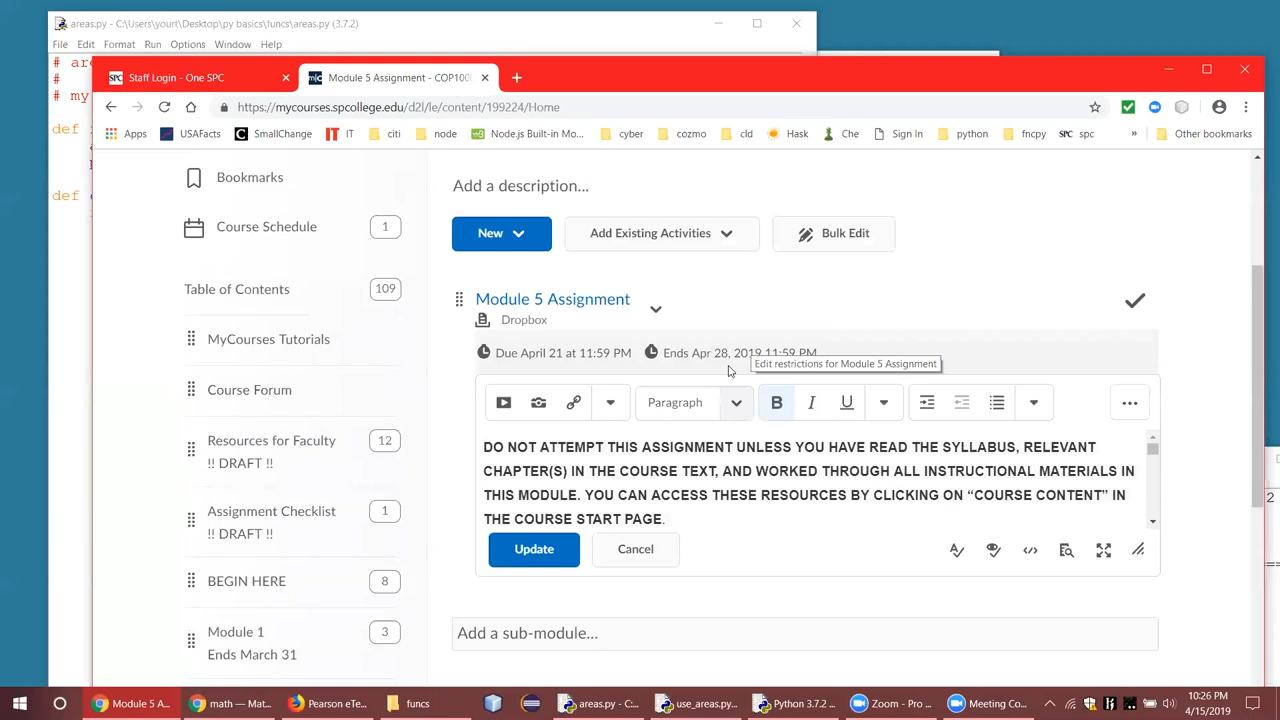 areas.py - C:\Users\yourt\Desktop\py basics\funcs\areas.py (3.7.2)
File Edit Format Run Options Window Help
# are
#
# my
def
def
SPC Staff Login - One SPC
Module 5 Assignment - COP100
https://mycourses.spcollege.edu/d2l/le/content/199224/Home
Apps USAFacts C SmallChange IT IT citi node Node.js Built-in Mo... cyber cozmo cld Hask Che Sign In python fncpy SPC spc » Other bookmarks
Bookmarks
Course Schedule 1
Table of Contents 109
MyCourses Tutorials
Course Forum
Resources for Faculty 12
!! DRAFT !!
Assignment Checklist 1
!! DRAFT !!
BEGIN HERE 8
Module 1 3
Ends March 31
Add a description...
New Add Existing Activities Bulk Edit
Module 5 Assignment
Dropbox
Due April 21 at 11:59 PM Ends Apr 28, 2019 11:59 PM
Edit restrictions for Module 5 Assignment
Paragraph B I U
DO NOT ATTEMPT THIS ASSIGNMENT UNLESS YOU HAVE READ THE SYLLABUS, RELEVANT
CHAPTER(S) IN THE COURSE TEXT, AND WORKED THROUGH ALL INSTRUCTIONAL MATERIALS IN
THIS MODULE. YOU CAN ACCESS THESE RESOURCES BY CLICKING ON “COURSE CONTENT” IN
THE COURSE START PAGE.
Update Cancel
Add a sub-module...
2
==
Module 5 A... math — Mat... Pearson eTe... funcs areas.py - C:... use_areas.py... Python 3.7.2 ... Zoom - Pro ... Meeting Co...
10:26 PM
4/15/2019